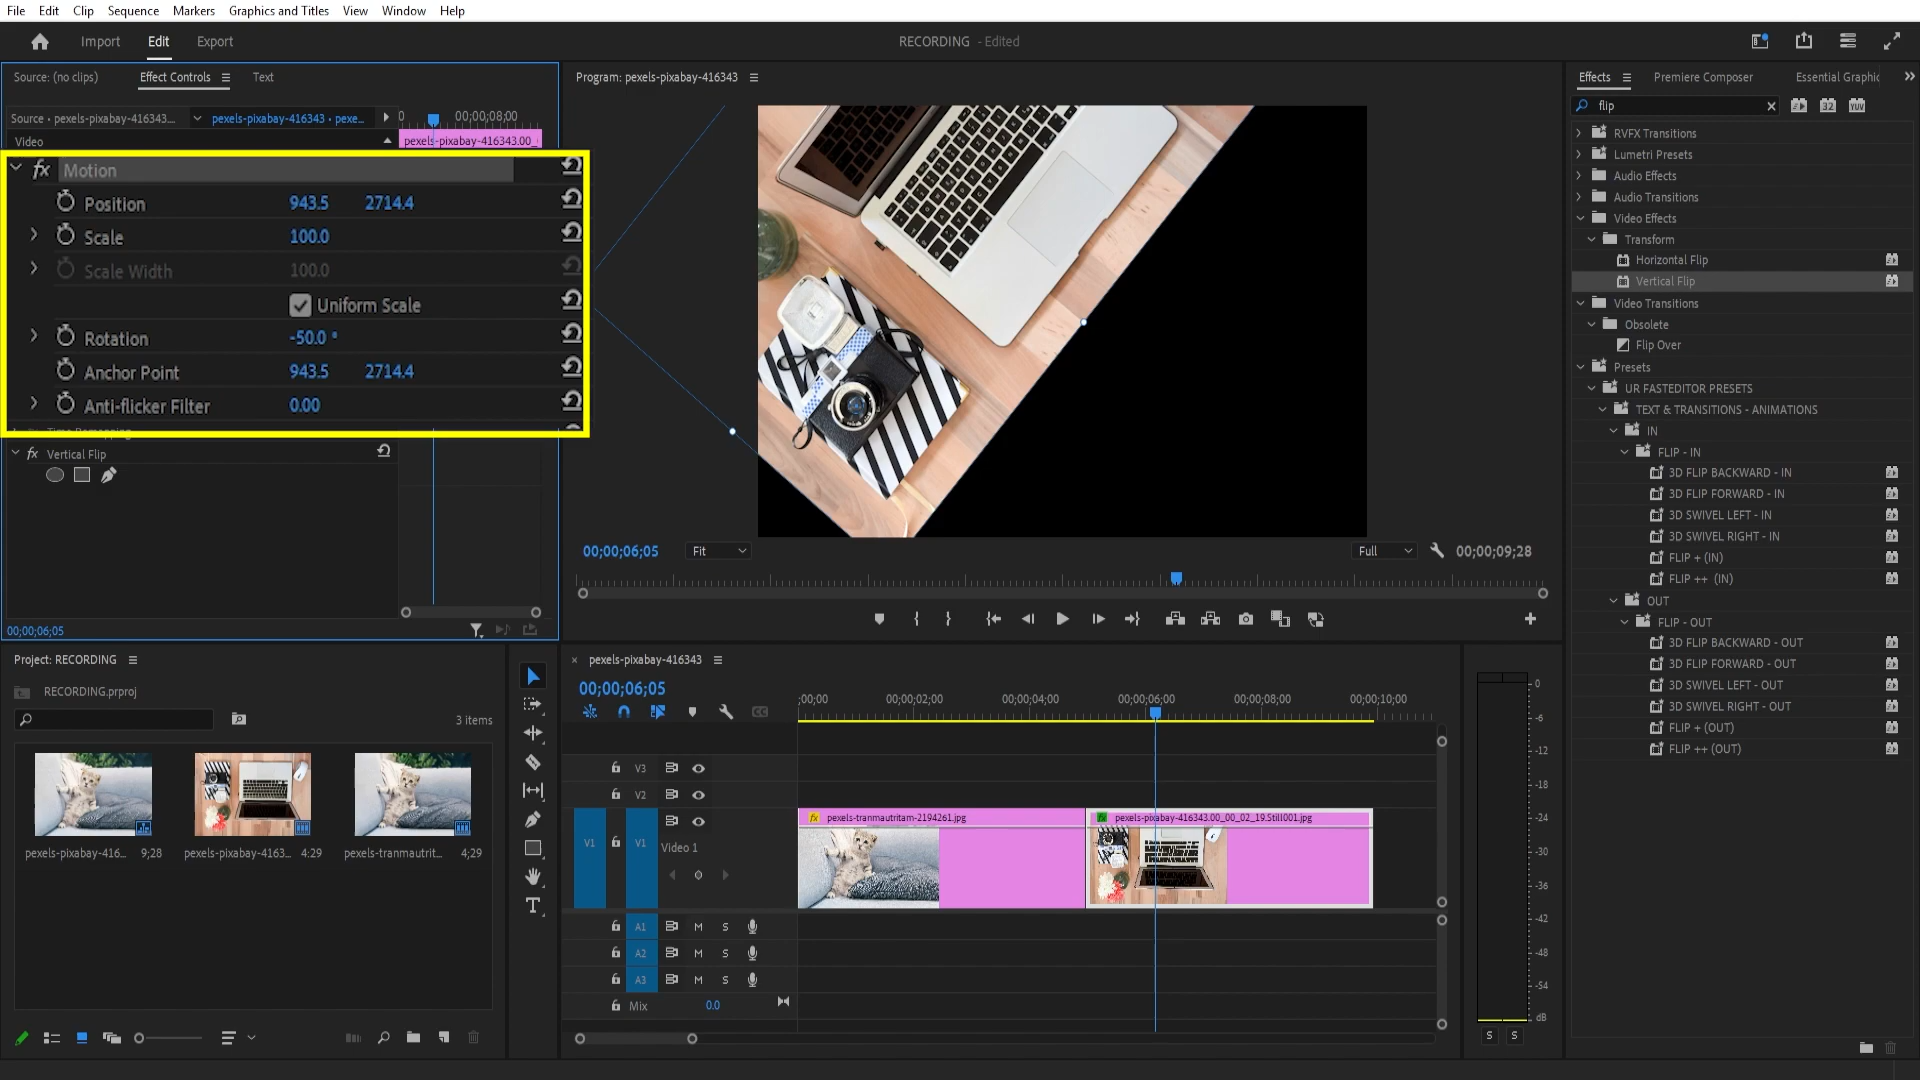 File Edit Clip Sequence Markers Graphics and Titles View Window Help
Import Edit Export
RECORDING - Edited
Source: (no clips) Effect Controls Text
Source • pexels-pixabay-416343... pexels-pixabay-416343 • pexe... 0 00;00;08;00
Video
pexels-pixabay-416343.00_
fx Motion
Position 943.5 2714.4
Scale 100.0
Scale Width 100.0
Uniform Scale
Rotation -50.0 °
Anchor Point 943.5 2714.4
Anti-flicker Filter 0.00
fx Vertical Flip
00;00;06;05
Program: pexels-pixabay-416343
00;00;06;05 Fit Full 00;00;09;28
Effects Premiere Composer Essential Graphic
flip
32 YUV
RVFX Transitions
Lumetri Presets
Audio Effects
Audio Transitions
Video Effects
Transform
Horizontal Flip
Vertical Flip
Video Transitions
Obsolete
Flip Over
Presets
UR FASTEDITOR PRESETS
TEXT & TRANSITIONS - ANIMATIONS
IN
FLIP - IN
3D FLIP BACKWARD - IN
3D FLIP FORWARD - IN
3D SWIVEL LEFT - IN
3D SWIVEL RIGHT - IN
FLIP + (IN)
FLIP ++ (IN)
OUT
FLIP - OUT
3D FLIP BACKWARD - OUT
3D FLIP FORWARD - OUT
3D SWIVEL LEFT - OUT
3D SWIVEL RIGHT - OUT
FLIP + (OUT)
FLIP ++ (OUT)
Project: RECORDING
RECORDING.prproj
3 items
pexels-pixabay-416... 9;28 pexels-pixabay-4163... 4:29 pexels-tranmautrit... 4;29
pexels-pixabay-416343
00;00;06;05
;00;00 00;00;02;00 00;00;04;00 00;00;06;00 00;00;08;00 00;00;10;00
V3
V2
V1 V1 Video 1
fx pexels-tranmautritam-2194261.jpg fx pexels-pixabay-416343.00_00_02_19.Still001.jpg
A1 M S
A2 M S
A3 M S
Mix 0.0
0
-6
-12
-18
-24
-30
-36
-42
-48
-54
dB
S S